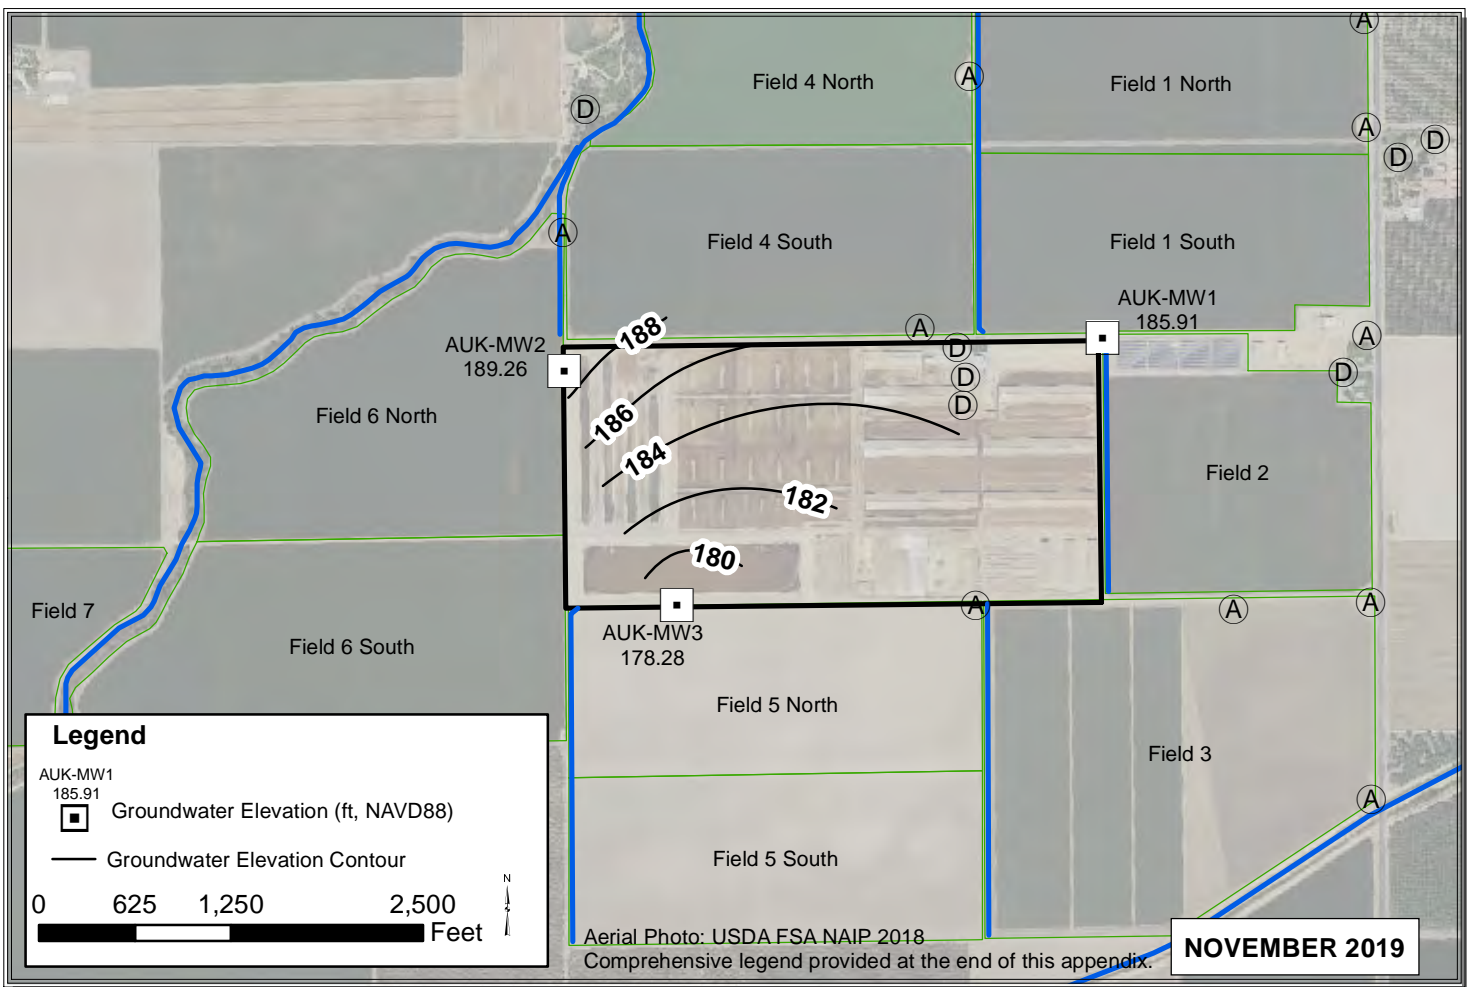 A
Field 4 North
A
Field 1 North
D
A
D
D
A
Field 4 South
Field 1 South
AUK-MW1
185.91
188
A
A
AUK-MW2
189.26
D
D
D
D
186
Field 6 North
184
Field 2
182
180
Field 7
A
A
A
AUK-MW3
178.28
Field 6 South
Field 5 North
Field 3
A
Field 5 South
Legend
AUK-MW1
185.91
Groundwater Elevation (ft, NAVD88)
Groundwater Elevation Contour
N
0 625 1,250 2,500
Feet
Aerial Photo: USDA FSA NAIP 2018
Comprehensive legend provided at the end of this appendix.
NOVEMBER 2019